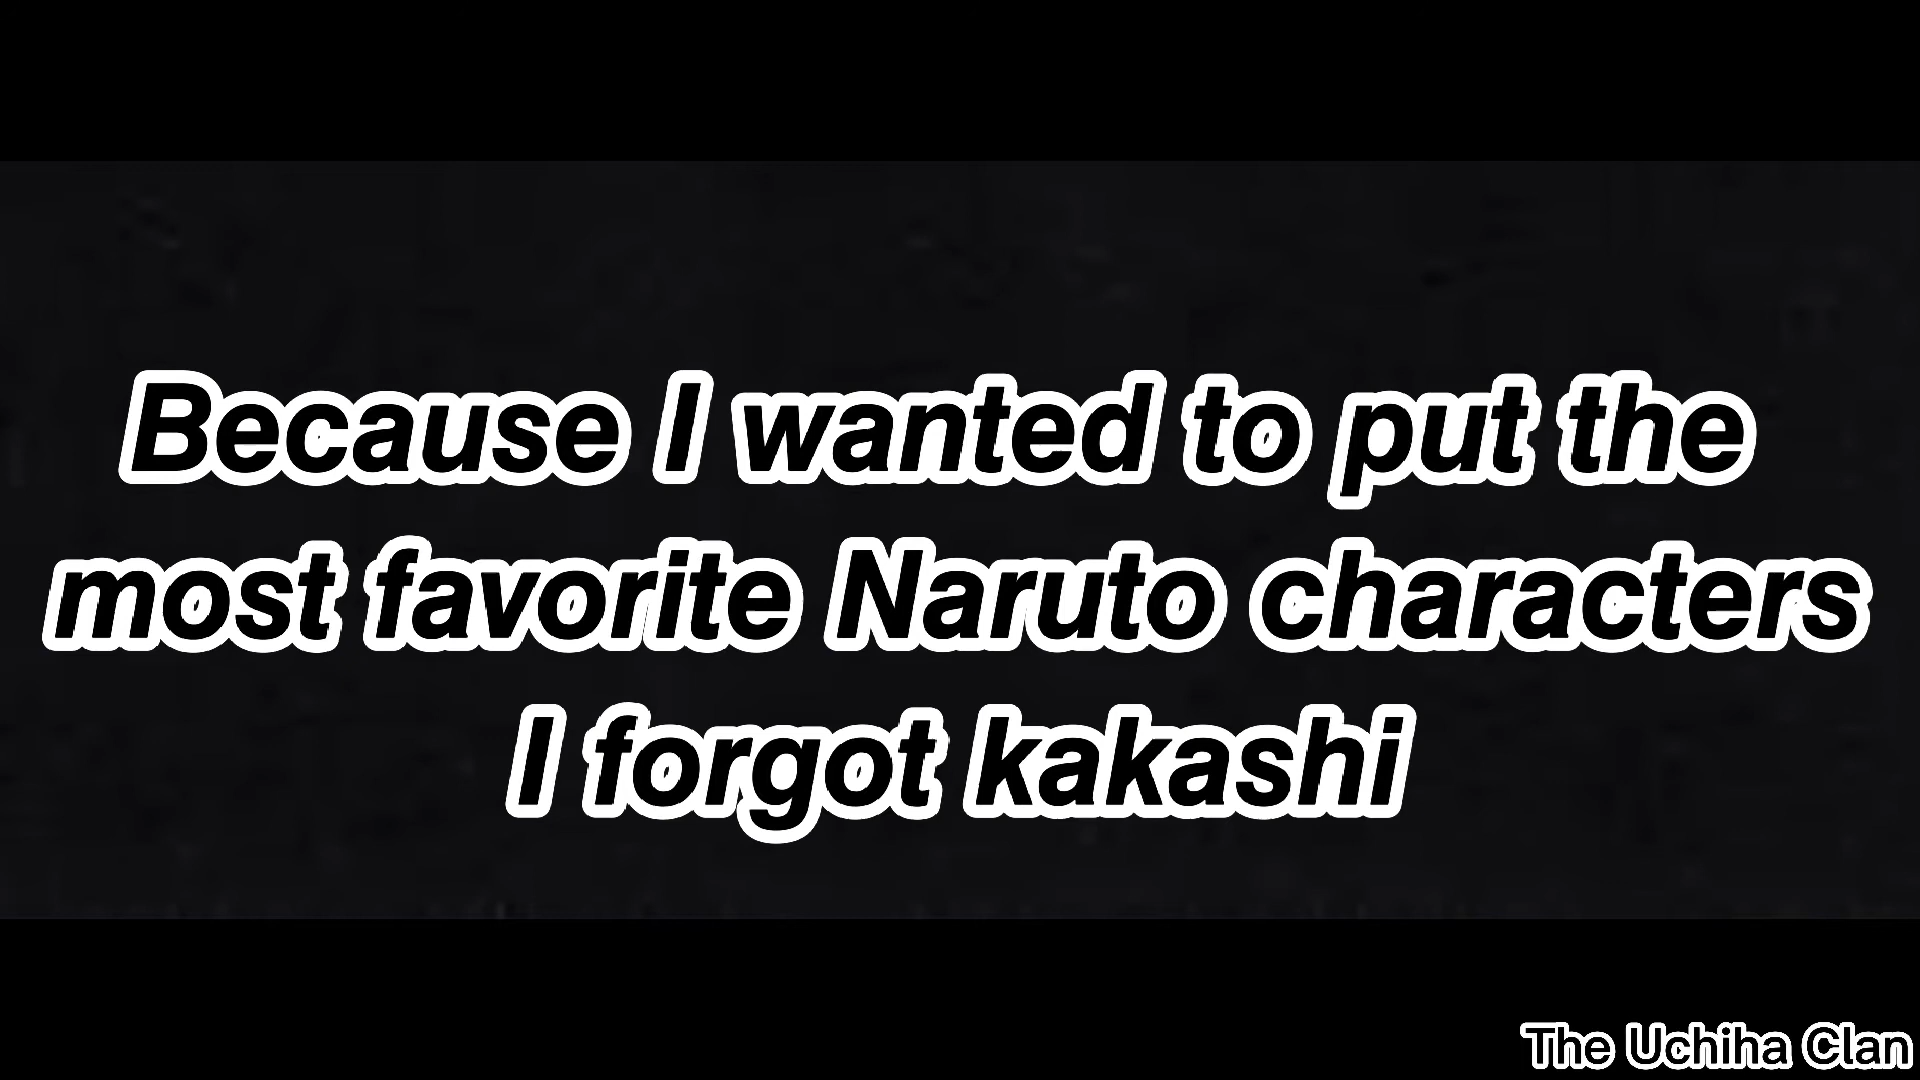 Because I wanted to put the
most favorite Naruto characters
I forgot kakashi
The Uchiha Clan